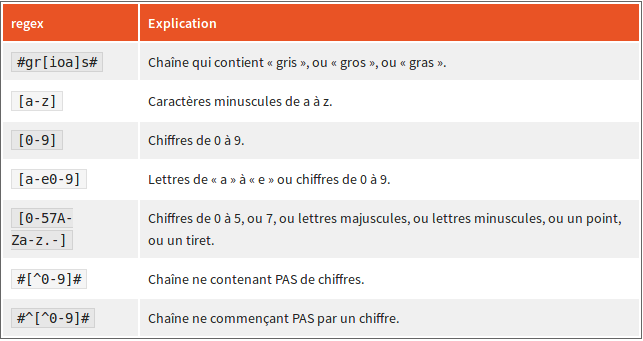 regex Explication
#gr[ioa]s# Chaîne qui contient « gris », ou « gros », ou « gras ».
[a-z] Caractères minuscules de a à z.
[0-9] Chiffres de 0 à 9.
[a-e0-9] Lettres de « a » à « e » ou chiffres de 0 à 9.
[0-57A- Chiffres de 0 à 5, ou 7, ou lettres majuscules, ou lettres minuscules, ou un point,
Za-z.-] ou un tiret.
#[^0-9]# Chaîne ne contenant PAS de chiffres.
#^[^0-9]# Chaîne ne commençant PAS par un chiffre.